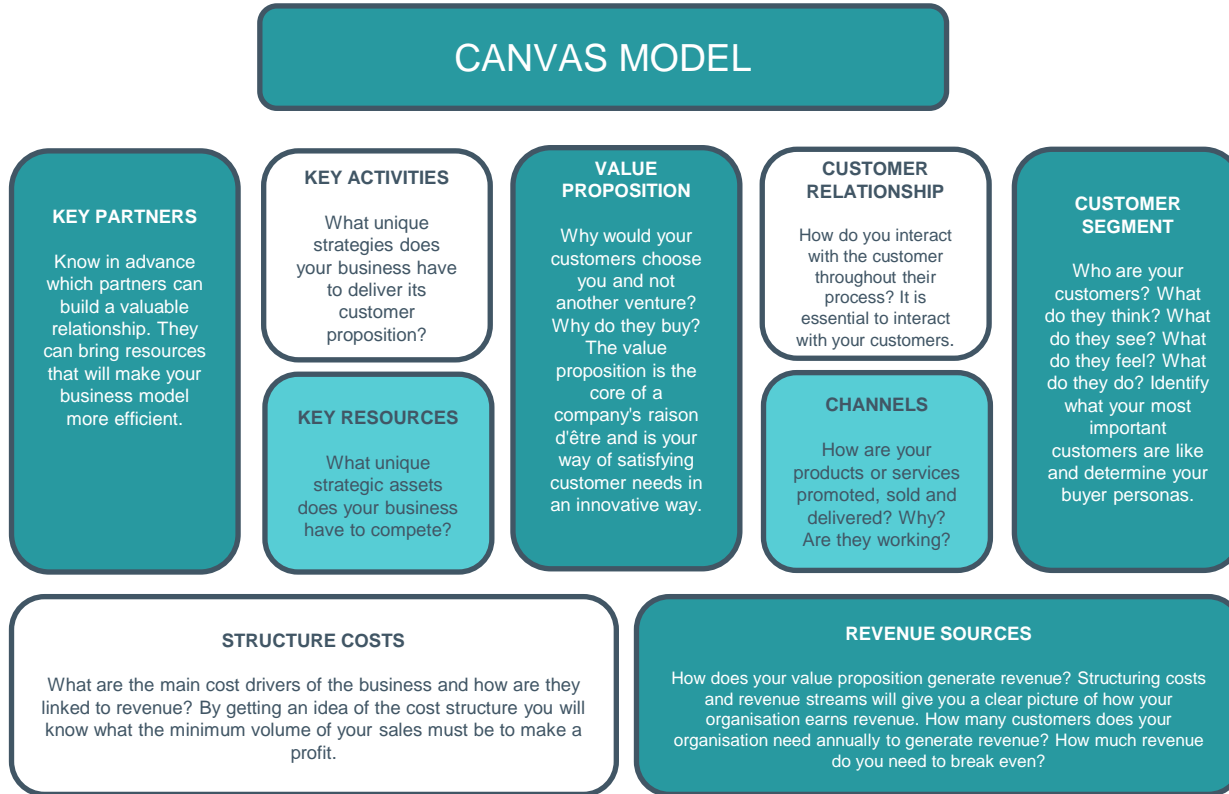 CANVAS MODEL
KEY PARTNERS
Know in advance
which partners can
build a valuable
relationship. They
can bring resources
that will make your
business model
more efficient.
KEY ACTIVITIES
What unique
strategies does
your business have
to deliver its
customer
proposition?
KEY RESOURCES
What unique
strategic assets
does your business
have to compete?
VALUE
PROPOSITION
Why would your
customers choose
you and not
another venture?
Why do they buy?
The value
proposition is the
core of a
company's raison
d'être and is your
way of satisfying
customer needs in
an innovative way.
CUSTOMER
RELATIONSHIP
How do you interact
with the customer
throughout their
process? It is
essential to interact
with your customers.
CHANNELS
How are your
products or services
promoted, sold and
delivered? Why?
Are they working?
CUSTOMER
SEGMENT
Who are your
customers? What
do they think? What
do they see? What
do they feel? What
do they do? Identify
what your most
important
customers are like
and determine your
buyer personas.
STRUCTURE COSTS
What are the main cost drivers of the business and how are they
linked to revenue? By getting an idea of the cost structure you will
know what the minimum volume of your sales must be to make a
profit.
REVENUE SOURCES
How does your value proposition generate revenue? Structuring costs
and revenue streams will give you a clear picture of how your
organisation earns revenue. How many customers does your
organisation need annually to generate revenue? How much revenue
do you need to break even?